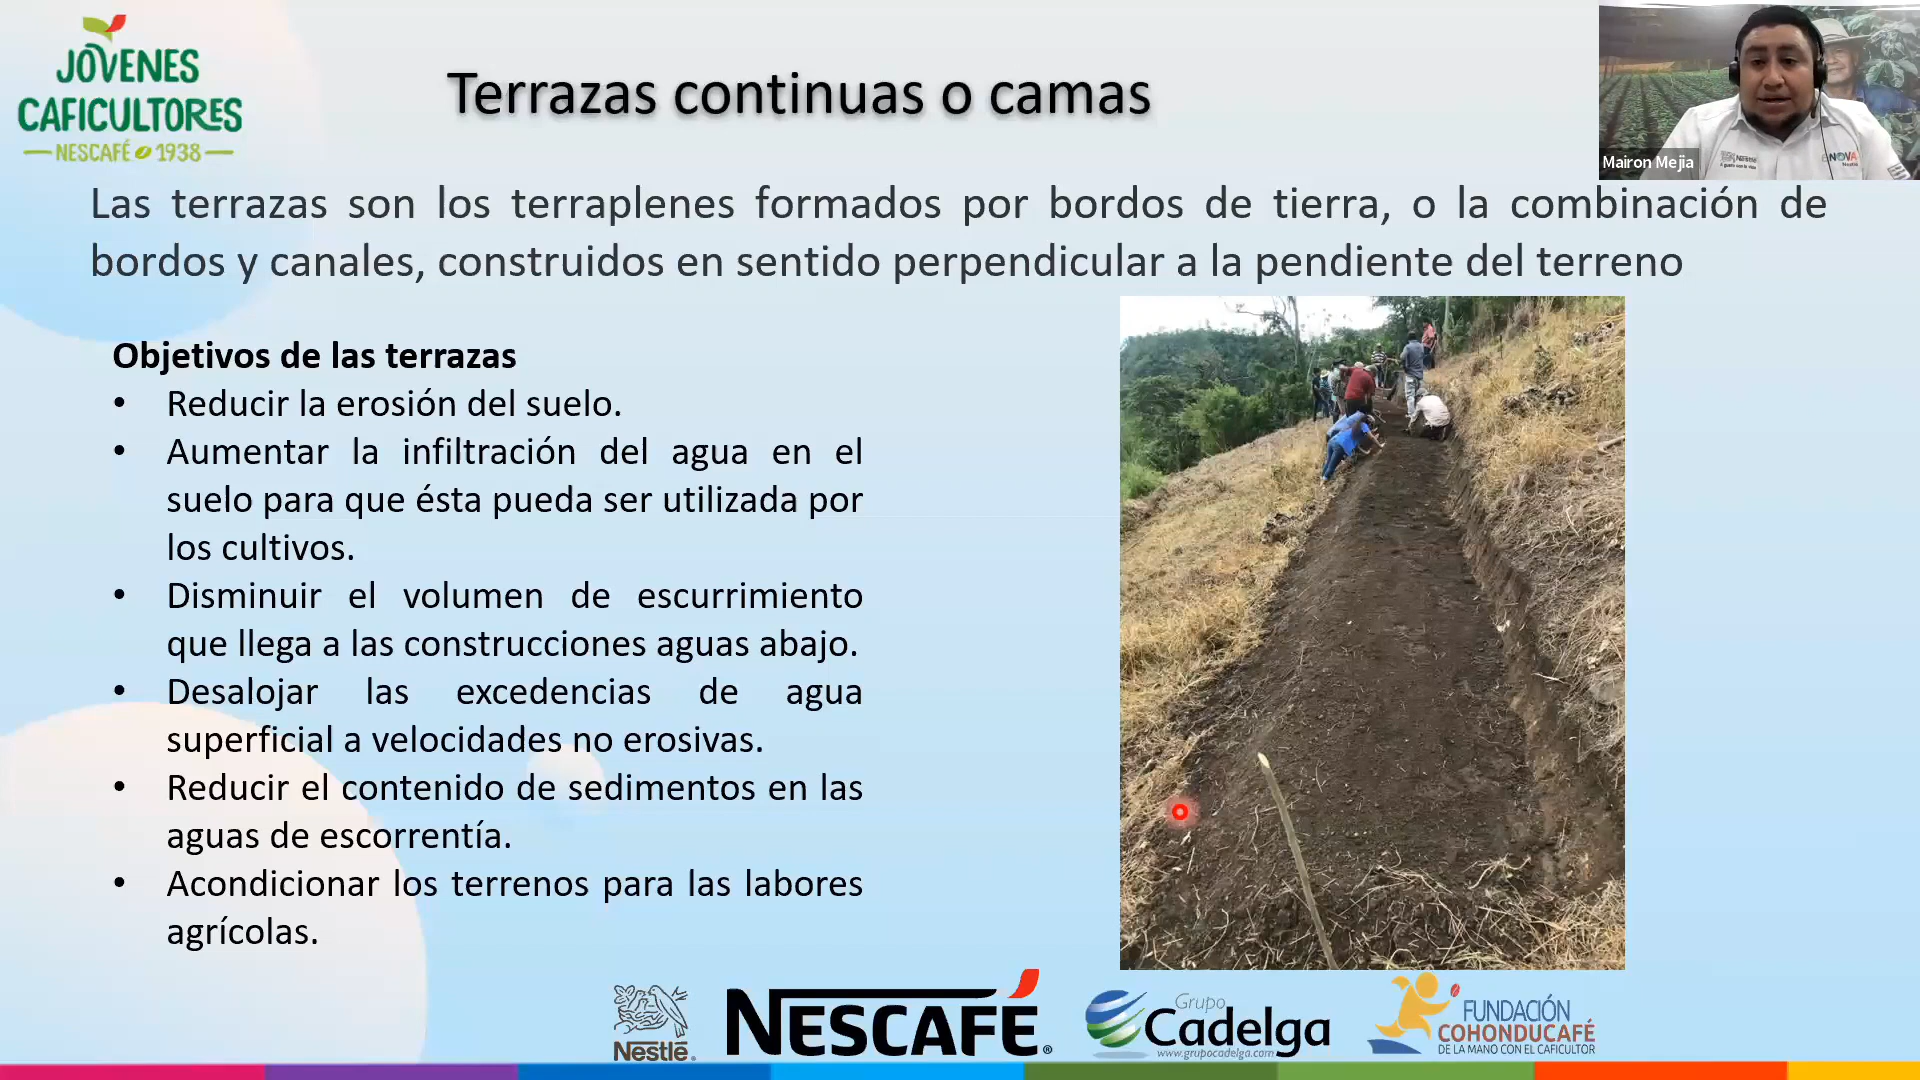 JÓVENES
CAFICULTORES
NESCAFÉ 1938
Terrazas continuas o camas
Mairon Mejia
Nestlé
Las terrazas son los terraplenes formados por bordos de tierra, o la combinación de
bordos y canales, construidos en sentido perpendicular a la pendiente del terreno
Objetivos de las terrazas
• Reducir la erosión del suelo.
• Aumentar la infiltración del agua en el
suelo para que ésta pueda ser utilizada por
los cultivos.
• Disminuir el volumen de escurrimiento
que llega a las construcciones aguas abajo.
• Desalojar las excedencias de agua
superficial a velocidades no erosivas.
• Reducir el contenido de sedimentos en las
aguas de escorrentía.
• Acondicionar los terrenos para las labores
agrícolas.
Nestlé®
NESCAFÉ®
Grupo
Cadelga
www.grupocadelga.com
FUNDACIÓN
COHONDUCAFÉ
DE LA MANO CON EL CAFICULTOR